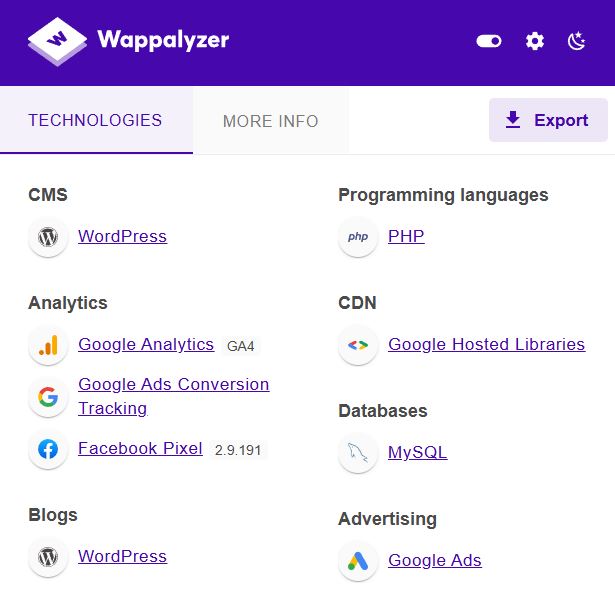 Wappalyzer
TECHNOLOGIES
MORE INFO
Export
CMS
WordPress
Analytics
Google Analytics GA4
Google Ads Conversion
Tracking
Facebook Pixel 2.9.191
Blogs
WordPress
Programming languages
php PHP
CDN
Google Hosted Libraries
Databases
MySQL
Advertising
Google Ads